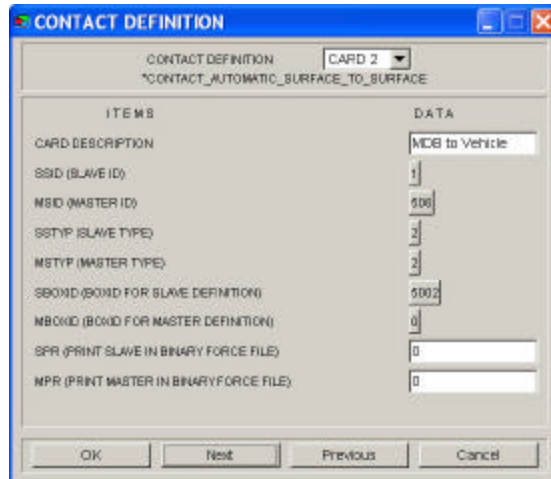 CONTACT DEFINITION
CONTACT DEFINITION CARD 2
*CONTACT_AUTOMATIC_SURFACE_TO_SURFACE
ITEMS DATA
CARD DESCRIPTION MDB to Vehicle
SSID (SLAVE ID) 1
MSID (MASTER ID)
SSTYP (SLAVE TYPE) 2
MSTYP (MASTER TYPE) 2
SBOXID (BOXID FOR SLAVE DEFINITION) 5002
MBOXID (BOXID FOR MASTER DEFINITION) 0
SPR (PRINT SLAVE IN BINARY FORCE FILE) 0
MPR (PRINT MASTER IN BINARY FORCE FILE) 0
OK Next Previous Cancel